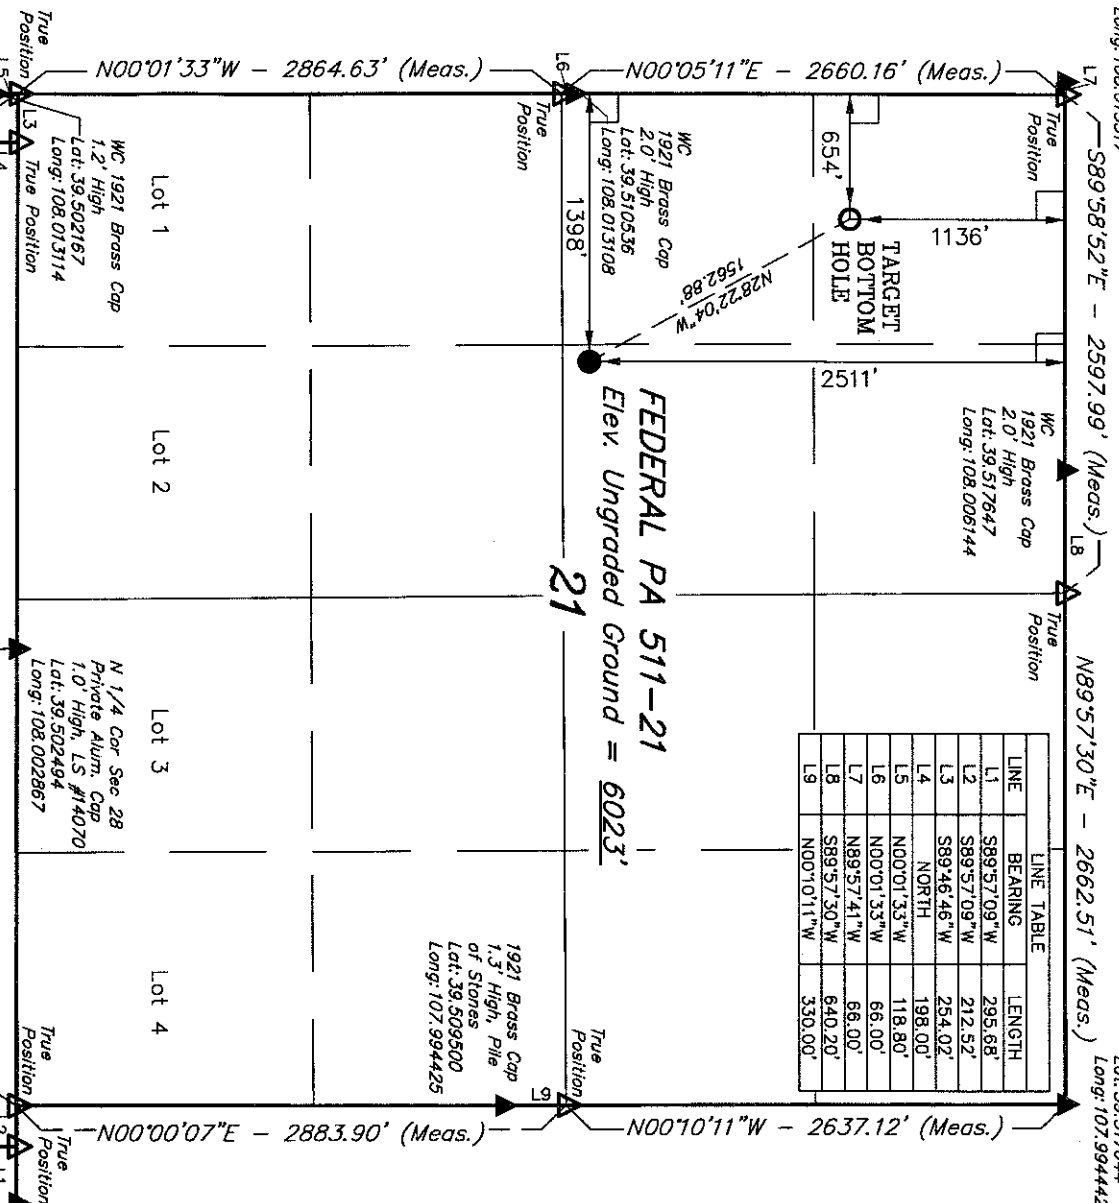 Long:108.01
S89°58'52"E - 2597.99' (Meas.)
N89°57'30"E - 2662.51' (Meas.)
Long:107.99444
L7
L8
True
Position
True
Position
N00°05'11"E - 2660.16' (Meas.)
654'
1136'
TARGET
BOTTOM
HOLE
N28°22'04"W
1562.88'
2511'
WC
1921 Brass Cap
2.0' High
Lat:39.517647
Long:108.006144
LINE TABLE
LINE BEARING LENGTH
L1 S89°57'09"W 295.68'
L2 S89°57'09"W 212.52'
L3 S89°46'46"W 254.02'
L4 NORTH 198.00'
L5 N00°01'33"W 118.80'
L6 N00°01'33"W 66.00'
L7 N89°57'41"W 66.00'
L8 S89°57'30"W 640.20'
L9 N00°10'11"W 330.00'
N00°10'11"W - 2637.12' (Meas.)
WC
1921 Brass Cap
2.0' High
Lat:39.510536
Long:108.013108
1398'
FEDERAL PA 511-21
Elev. Ungraded Ground = 6023'
21
L6
True
Position
True
Position
L9
1921 Brass Cap
1.3' High, Pile
of Stones
Lat:39.509500
Long:107.994425
N00°01'33"W - 2864.63' (Meas.)
N00°00'07"E - 2883.90' (Meas.)
Lot 1
Lot 2
Lot 3
Lot 4
WC 1921 Brass Cap
1.2' High
Lat:39.502167
Long:108.013114
N 1/4 Cor Sec 28
Private Alum. Cap
1.0' High, LS #14070
Lat:39.502494
Long:108.002867
True
Position
L5
L3
True Position
True
Position
True
Position
L1